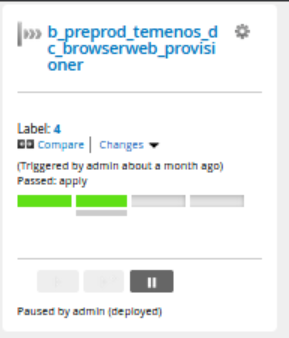 b_preprod_temenos_d
c_browserweb_provisi
oner
Label: 4
Compare | Changes
(Triggered by admin about a month ago)
Passed: apply
Paused by admin (deployed)